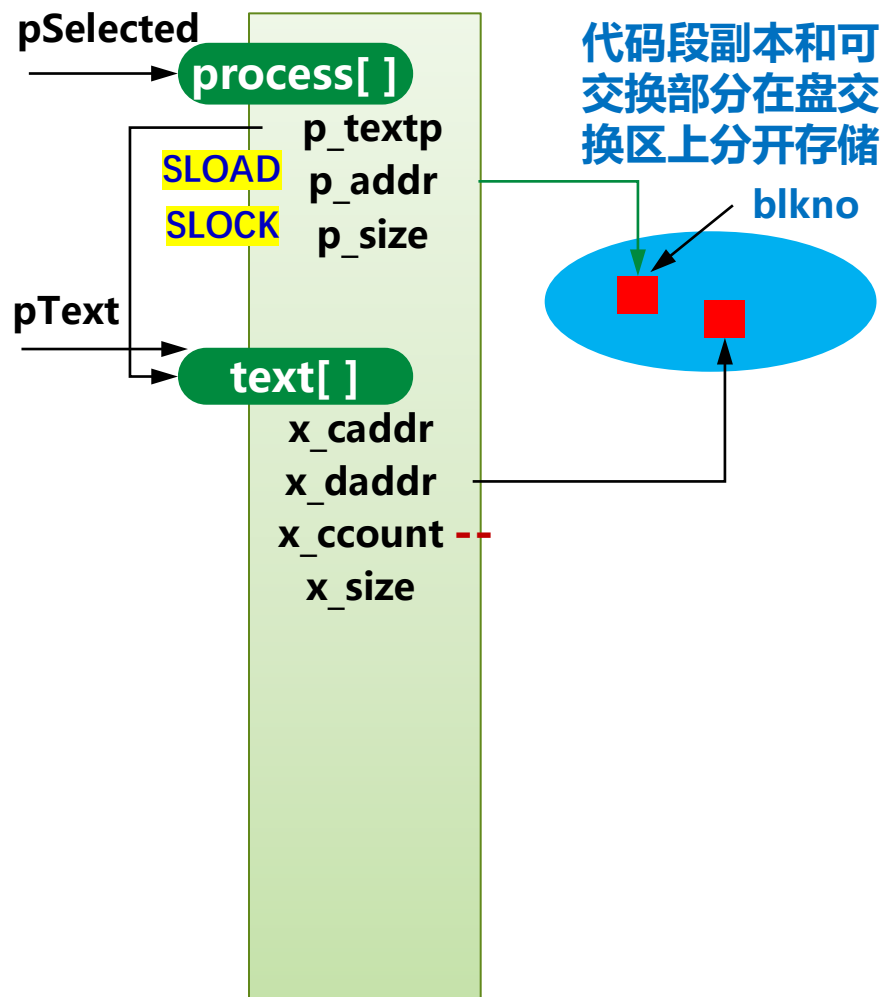 pSelected
process[ ]
代码段副本和可
交换部分在盘交
换区上分开存储
p_textp
SLOAD
p_addr
blkno
SLOCK
p_size
pText
text[ ]
x_caddr
x_daddr
x_ccount --
x_size